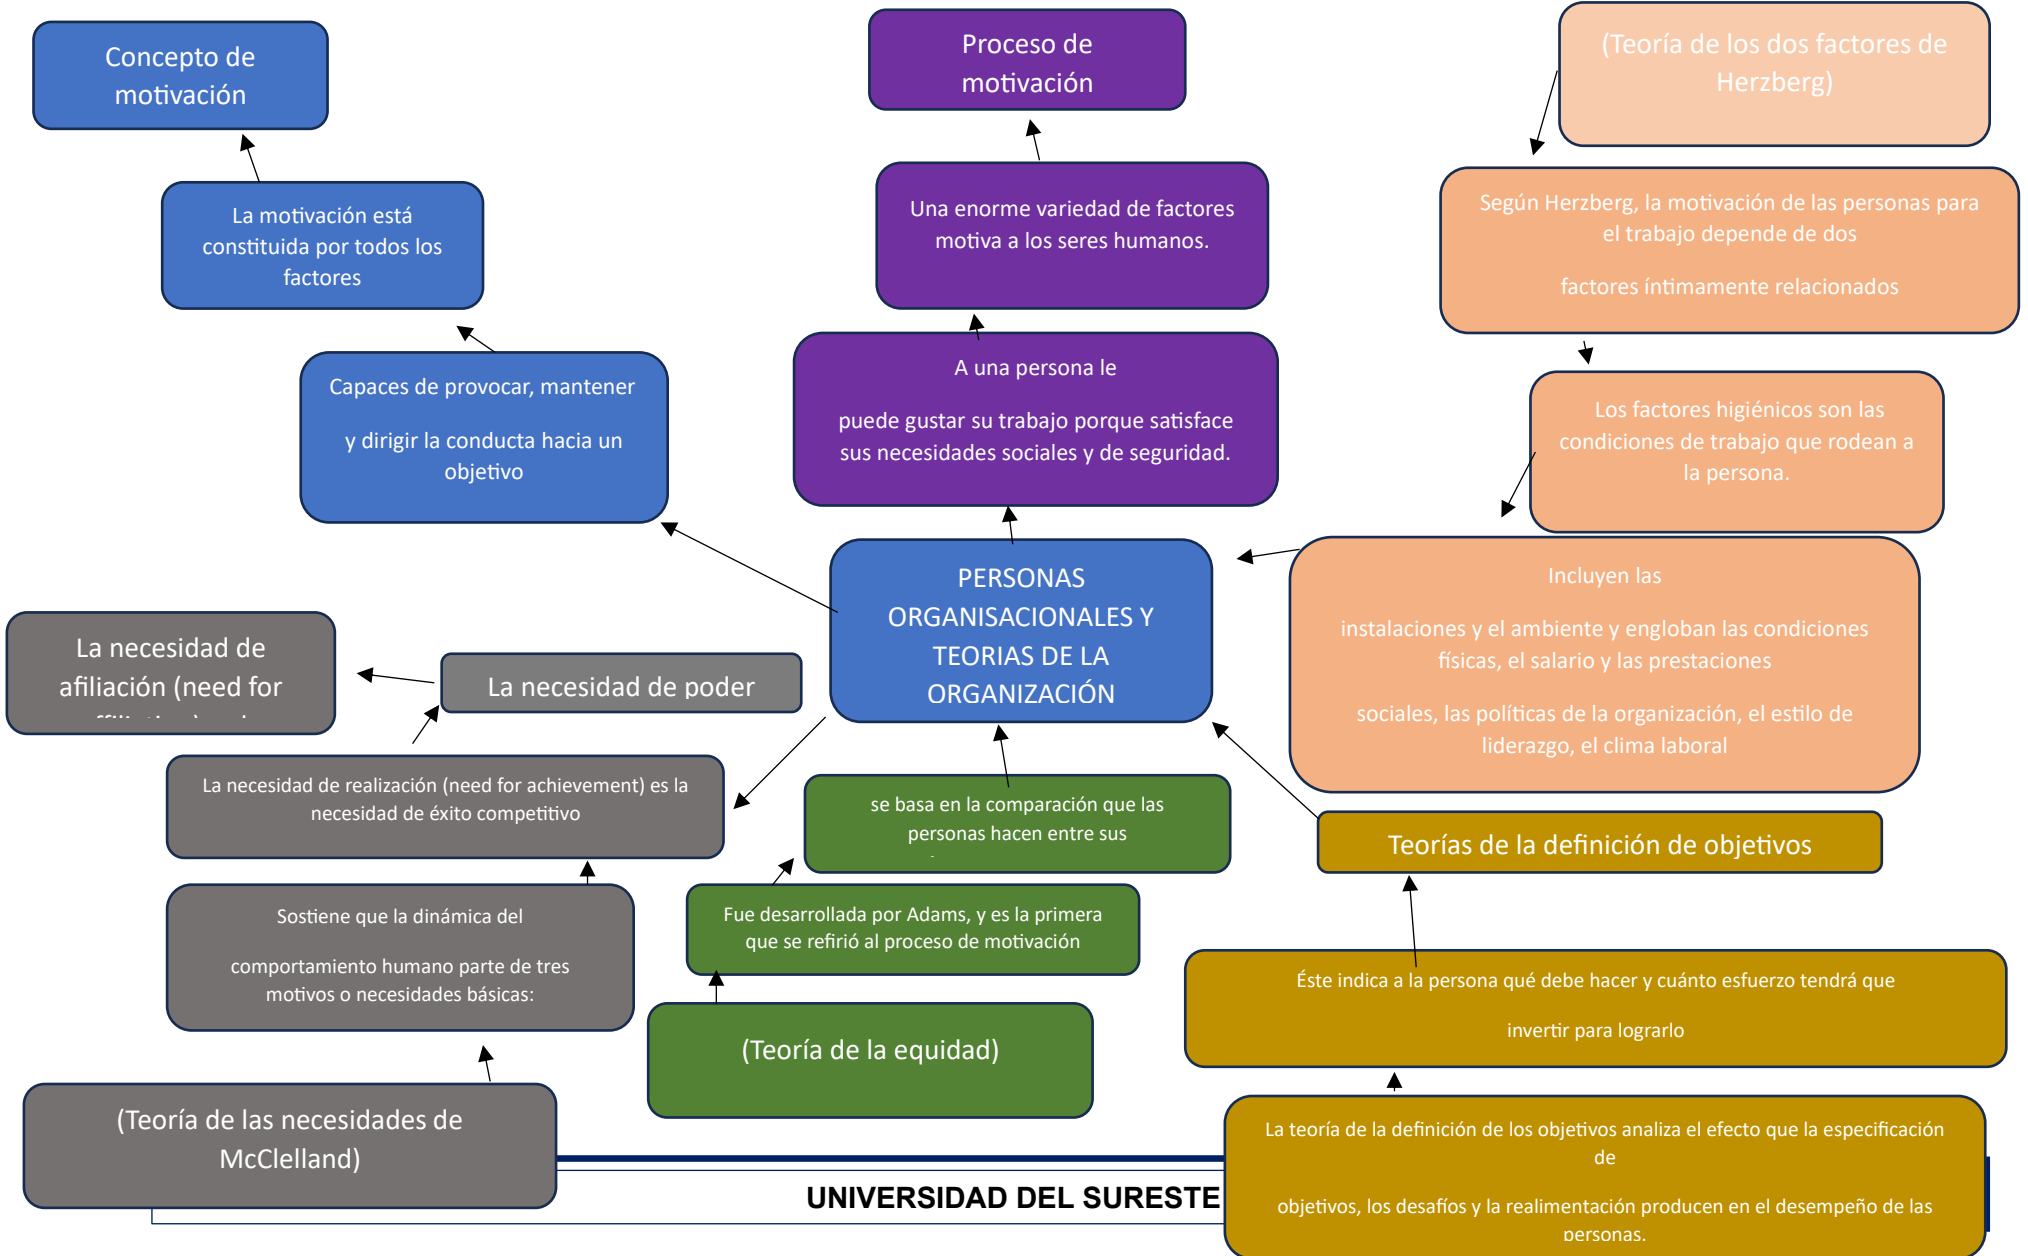 Concepto de
motivación
La motivación está
constituida por todos los
factores
Capaces de provocar, mantener
y dirigir la conducta hacia un
objetivo
Proceso de
motivación
Una enorme variedad de factores
motiva a los seres humanos.
A una persona le
puede gustar su trabajo porque satisface
sus necesidades sociales y de seguridad.
(Teoría de los dos factores de
Herzberg)
Según Herzberg, la motivación de las personas para
el trabajo depende de dos
factores íntimamente relacionados
Los factores higiénicos son las
condiciones de trabajo que rodean a
la persona.
Incluyen las
instalaciones y el ambiente y engloban las condiciones
físicas, el salario y las prestaciones
sociales, las políticas de la organización, el estilo de
liderazgo, el clima laboral
PERSONAS
ORGANISACIONALES Y
TEORIAS DE LA
ORGANIZACIÓN
La necesidad de
afiliación (need for
La necesidad de poder
La necesidad de realización (need for achievement) es la
necesidad de éxito competitivo
Sostiene que la dinámica del
comportamiento humano parte de tres
motivos o necesidades básicas:
(Teoría de las necesidades de
McClelland)
se basa en la comparación que las
personas hacen entre sus
Fue desarrollada por Adams, y es la primera
que se refirió al proceso de motivación
(Teoría de la equidad)
Teorías de la definición de objetivos
Éste indica a la persona qué debe hacer y cuánto esfuerzo tendrá que
invertir para lograrlo
La teoría de la definición de los objetivos analiza el efecto que la especificación
de
objetivos, los desafíos y la realimentación producen en el desempeño de las
personas.
UNIVERSIDAD DEL SURESTE